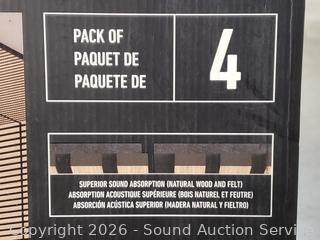 PACK OF
PAQUET DE
PAQUETE DE
4
SUPERIOR SOUND ABSORPTION (NATURAL WOOD AND FELT)
ABSORPTION ACOUSTIQUE SUPÉRIEURE (BOIS NATUREL ET FEUTRE)
ABSORCIÓN ACÚSTICA SUPERIOR (MADERA NATURAL Y FIELTRO)
Copyright 2026 - Sound Auction Service